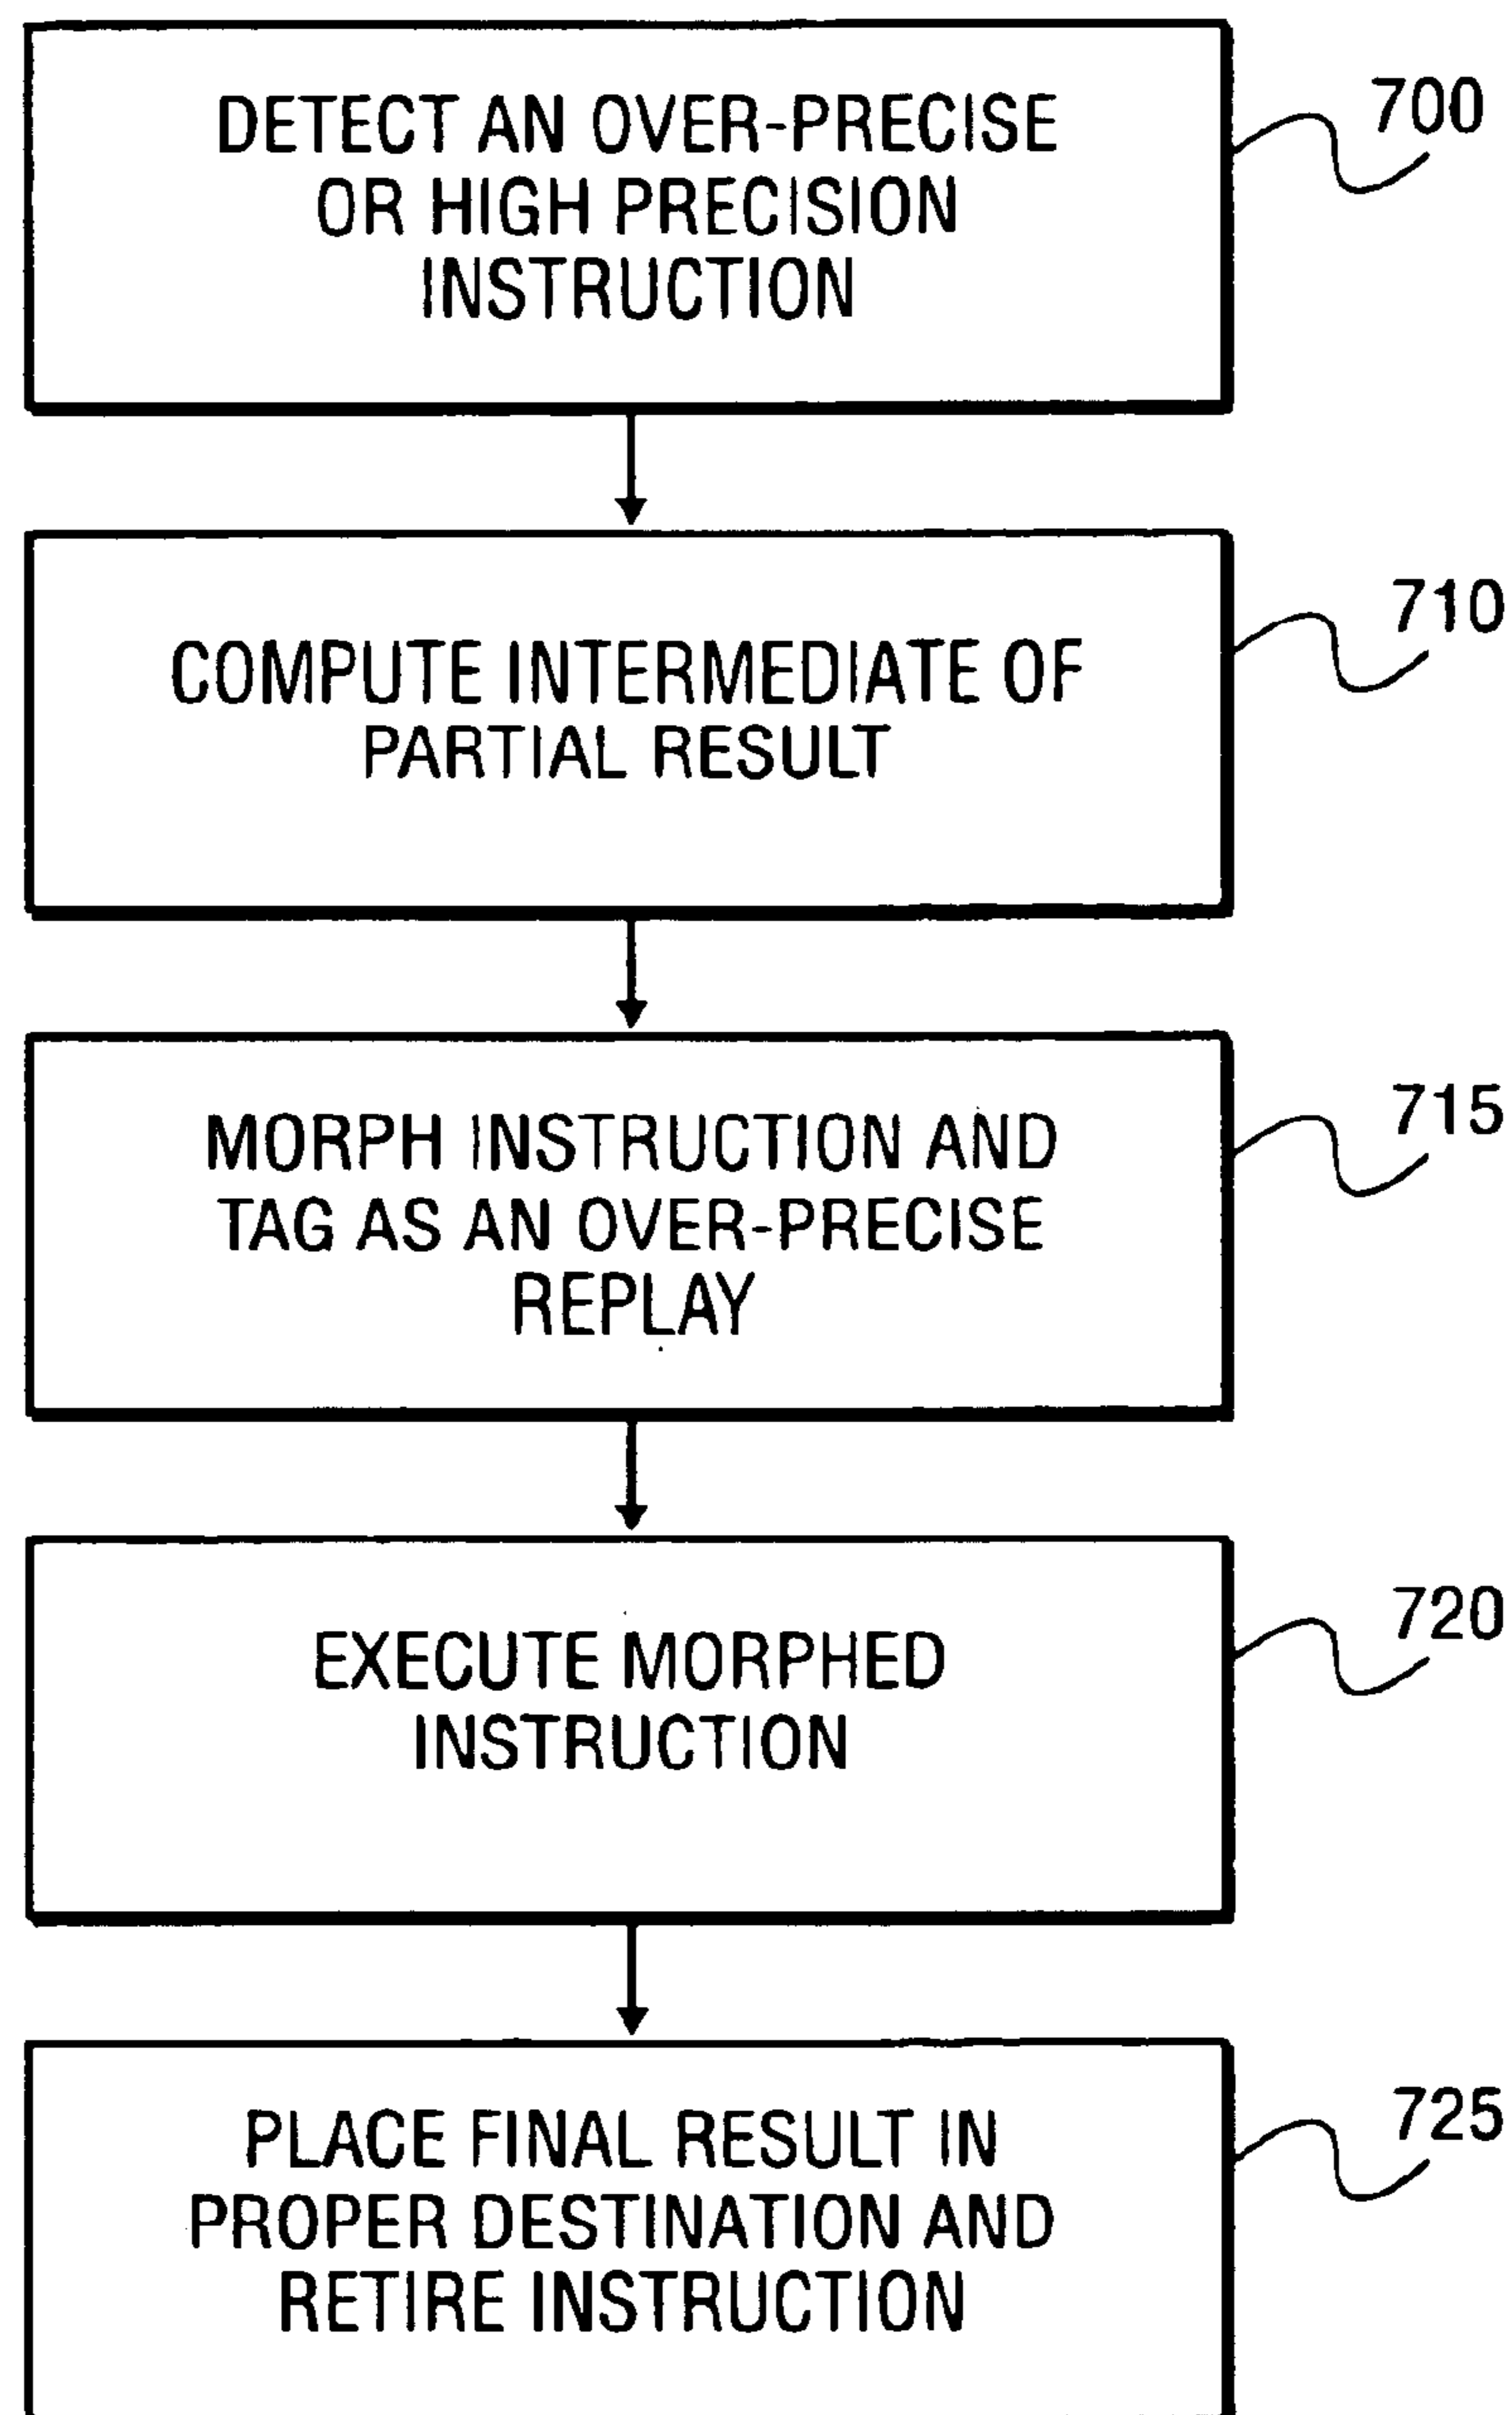 DETECT AN OVER-PRECISE
OR HIGH PRECISION
INSTRUCTION
700
COMPUTE INTERMEDIATE OF
PARTIAL RESULT
710
MORPH INSTRUCTION AND
TAG AS AN OVER-PRECISE
REPLAY
715
EXECUTE MORPHED
INSTRUCTION
720
PLACE FINAL RESULT IN
PROPER DESTINATION AND
RETIRE INSTRUCTION
725